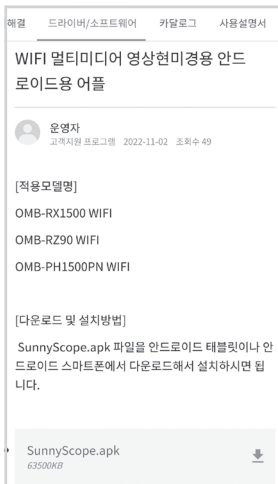 해결 드라이버/소프트웨어 카달로그 사용설명서
WIFI 멀티미디어 영상현미경용 안드
로이드용 어플
운영자
고객지원 프로그램 2022-11-02 조회수 49
[적용모델명]
OMB-RX1500 WIFI
OMB-RZ90 WIFI
OMB-PH1500PN WIFI
[다운로드 및 설치방법]
SunnyScope.apk 파일을 안드로이드 태블릿이나 안
드로이드 스마트폰에서 다운로드해서 설치하시면 됩
니다.
SunnyScope.apk
63500KB